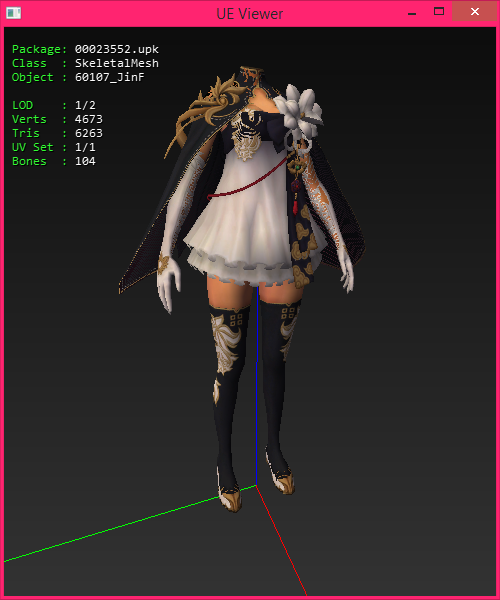 UE Viewer
Package: 00023552.upk
Class  : SkeletalMesh
Object : 60107_JinF
LOD    : 1/2
Verts  : 4673
Tris   : 6263
UV Set : 1/1
Bones  : 104